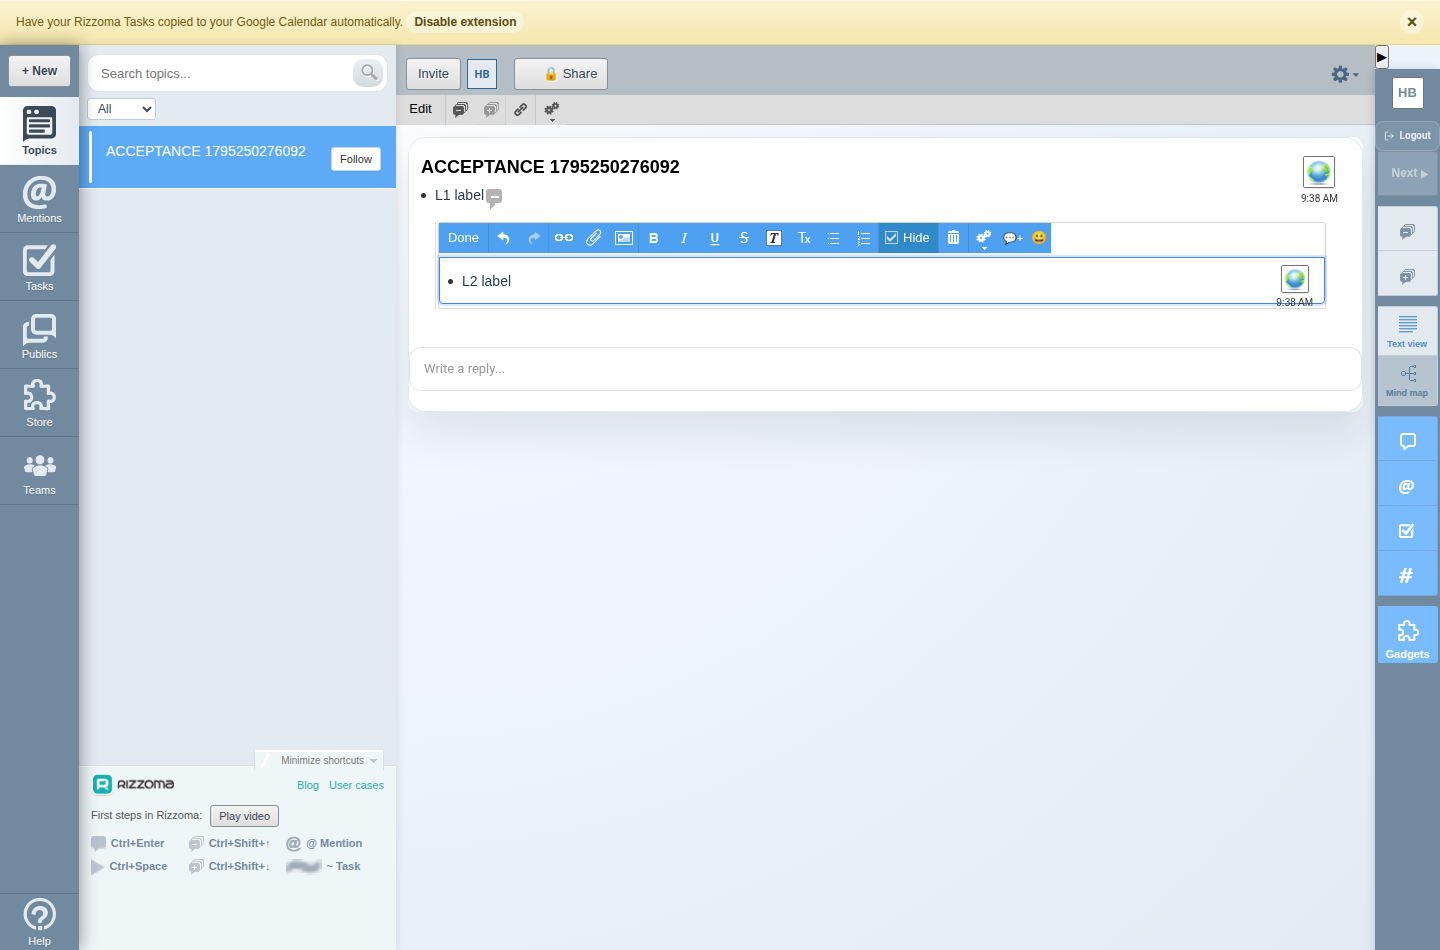 Have your Rizzoma Tasks copied to your Google Calendar automatically. Disable extension
+ New
Topics
Mentions
Tasks
Publics
Store
Teams
Help
Search topics...
All
ACCEPTANCE 1795250276092
Follow
Minimize shortcuts
RIZZOMA
Blog User cases
First steps in Rizzoma: Play video
Ctrl+Enter Ctrl+Shift+↑ @ Mention
Ctrl+Space Ctrl+Shift+↓ ~ Task
Invite HB Share
Edit
ACCEPTANCE 1795250276092
9:38 AM
• L1 label
Done B I U S T Tx Hide
• L2 label
9:38 AM
Write a reply...
HB
Logout
Next ▶
Text view
Mind map
@
#
Gadgets